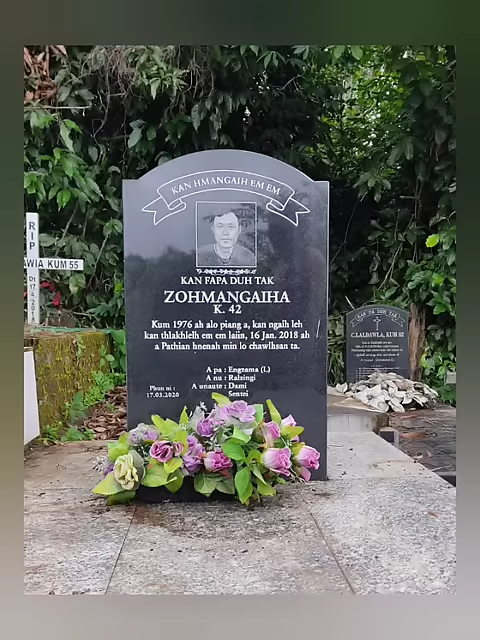 KAN HMANGAIH EM EM
KAN FAPA DUH TAK
ZOHMANGAIHA
K. 42
Kum 1976 ah alo piang a, kan ngaih leh
kan thlakhlelh em em laiin, 16 Jan. 2018 ah
a Pathian hnenah min lo chawlhsan ta.
A pa : Engzama (L)
A nu : Ralzingi
A unaute : Dami
Sentei
Phun ni :
17.03.2020
RIP
WIA KUM 55
KAN PA DUH TAK
C.LALDAWLA, KUM 62